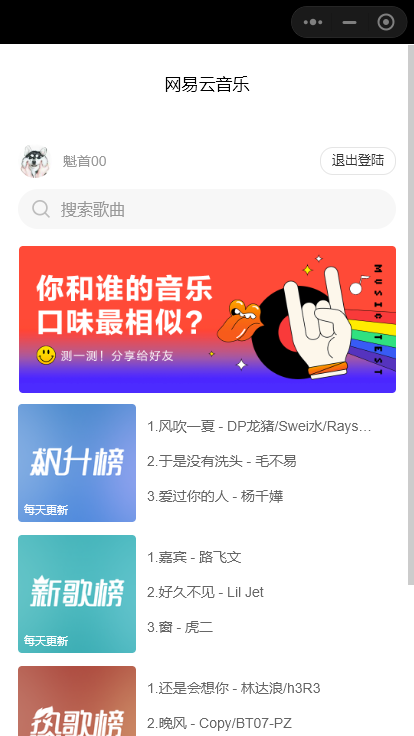 网易云音乐
魁首00
退出登陆
搜索歌曲
你和谁的音乐
口味最相似?
测一测!分享给好友
MUSIC TEST
飙升榜
每天更新
1.风吹一夏 - DP龙猪/Swei水/Rays...
2.于是没有洗头 - 毛不易
3.爱过你的人 - 杨千嬅
新歌榜
每天更新
1.嘉宾 - 路飞文
2.好久不见 - Lil Jet
3.窗 - 虎二
热歌榜
1.还是会想你 - 林达浪/h3R3
2.晚风 - Copy/BT07-PZ